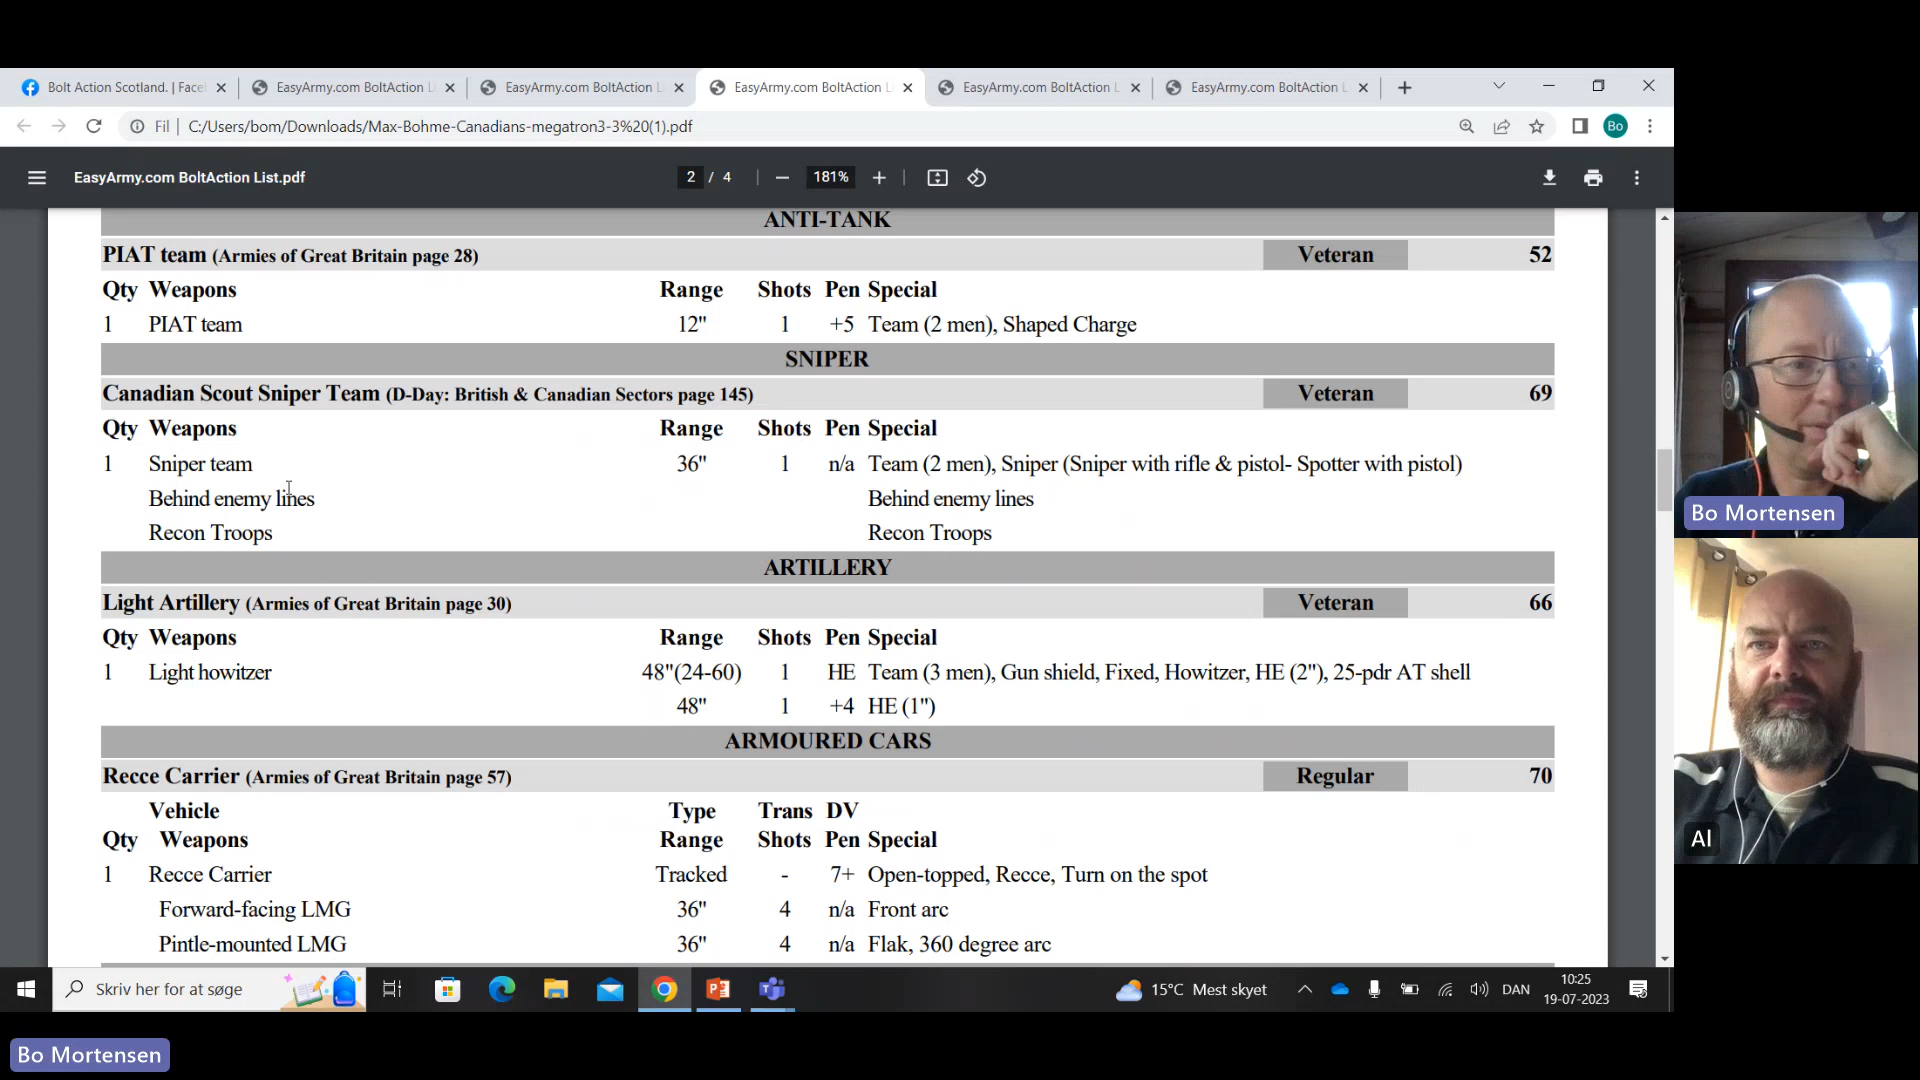 Bolt Action Scotland. | Face
EasyArmy.com BoltAction L
EasyArmy.com BoltAction L
EasyArmy.com BoltAction L
EasyArmy.com BoltAction L
EasyArmy.com BoltAction L
Fil | C:/Users/bom/Downloads/Max-Bohme-Canadians-megatron3-3%20(1).pdf
Bo
EasyArmy.com BoltAction List.pdf
2 / 4
181%
ANTI-TANK
PIAT team (Armies of Great Britain page 28) Veteran 52
Qty Weapons Range Shots Pen Special
1 PIAT team 12" 1 +5 Team (2 men), Shaped Charge
SNIPER
Canadian Scout Sniper Team (D-Day: British & Canadian Sectors page 145) Veteran 69
Qty Weapons Range Shots Pen Special
1 Sniper team 36" 1 n/a Team (2 men), Sniper (Sniper with rifle & pistol- Spotter with pistol)
Behind enemy lines Behind enemy lines
Recon Troops Recon Troops
ARTILLERY
Light Artillery (Armies of Great Britain page 30) Veteran 66
Qty Weapons Range Shots Pen Special
1 Light howitzer 48"(24-60) 1 HE Team (3 men), Gun shield, Fixed, Howitzer, HE (2"), 25-pdr AT shell
48" 1 +4 HE (1")
ARMOURED CARS
Recce Carrier (Armies of Great Britain page 57) Regular 70
Vehicle Type Trans DV
Qty Weapons Range Shots Pen Special
1 Recce Carrier Tracked - 7+ Open-topped, Recce, Turn on the spot
Forward-facing LMG 36" 4 n/a Front arc
Pintle-mounted LMG 36" 4 n/a Flak, 360 degree arc
Bo Mortensen
Al
Skriv her for at søge
15°C Mest skyet
DAN
10:25
19-07-2023
Bo Mortensen